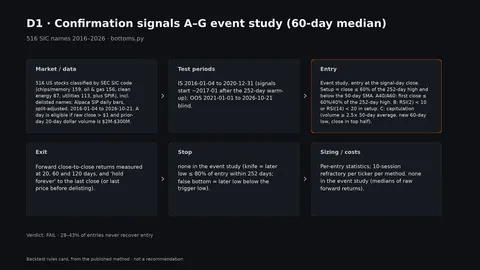 D1 · Confirmation signals A–G event study (60-day median)
516 SIC names 2016–2026 · bottoms.py
Market / data
516 US stocks classified by SEC SIC code
(chips/memory 159, oil & gas 156, clean
energy 87, utilities 113, plus SPIR), incl.
delisted names; Alpaca SIP daily bars,
split-adjusted, 2016-01-04 to 2026-10-21. A
day is eligible if raw close > $1 and prior-
day 20-day dollar volume is $2M–$300M.
Test periods
IS 2016-01-04 to 2020-12-31 (signals
start ~2017-01 after the 252-day warm-
up); OOS 2021-01-01 to 2026-10-21
blind.
Entry
Event study, entry at the signal-day close.
Setup = close ≤ 60% of the 252-day high and
below the 50-day SMA. A40/A60: first close ≤
60%/40% of the 252-day high. B: RSI(2) < 10
or RSI(14) < 20 in setup. C: capitulation
(volume ≥ 2.5x 50-day average, new 60-day
low, close in top half).
Exit
Forward close-to-close returns measured
at 20, 60 and 120 days, and 'hold
forever' to the last close (or last
price before delisting).
Stop
none in the event study (knife = later
low ≤ 80% of entry within 252 days;
false bottom = later low below the
trigger low).
Sizing / costs
Per-entry statistics; 10-session
refractory per ticker per method. none
in the event study (medians of raw
forward returns).
Verdict: FAIL · 28–43% of entries never recover entry
Backtest rules card, from the published method · not a recommendation